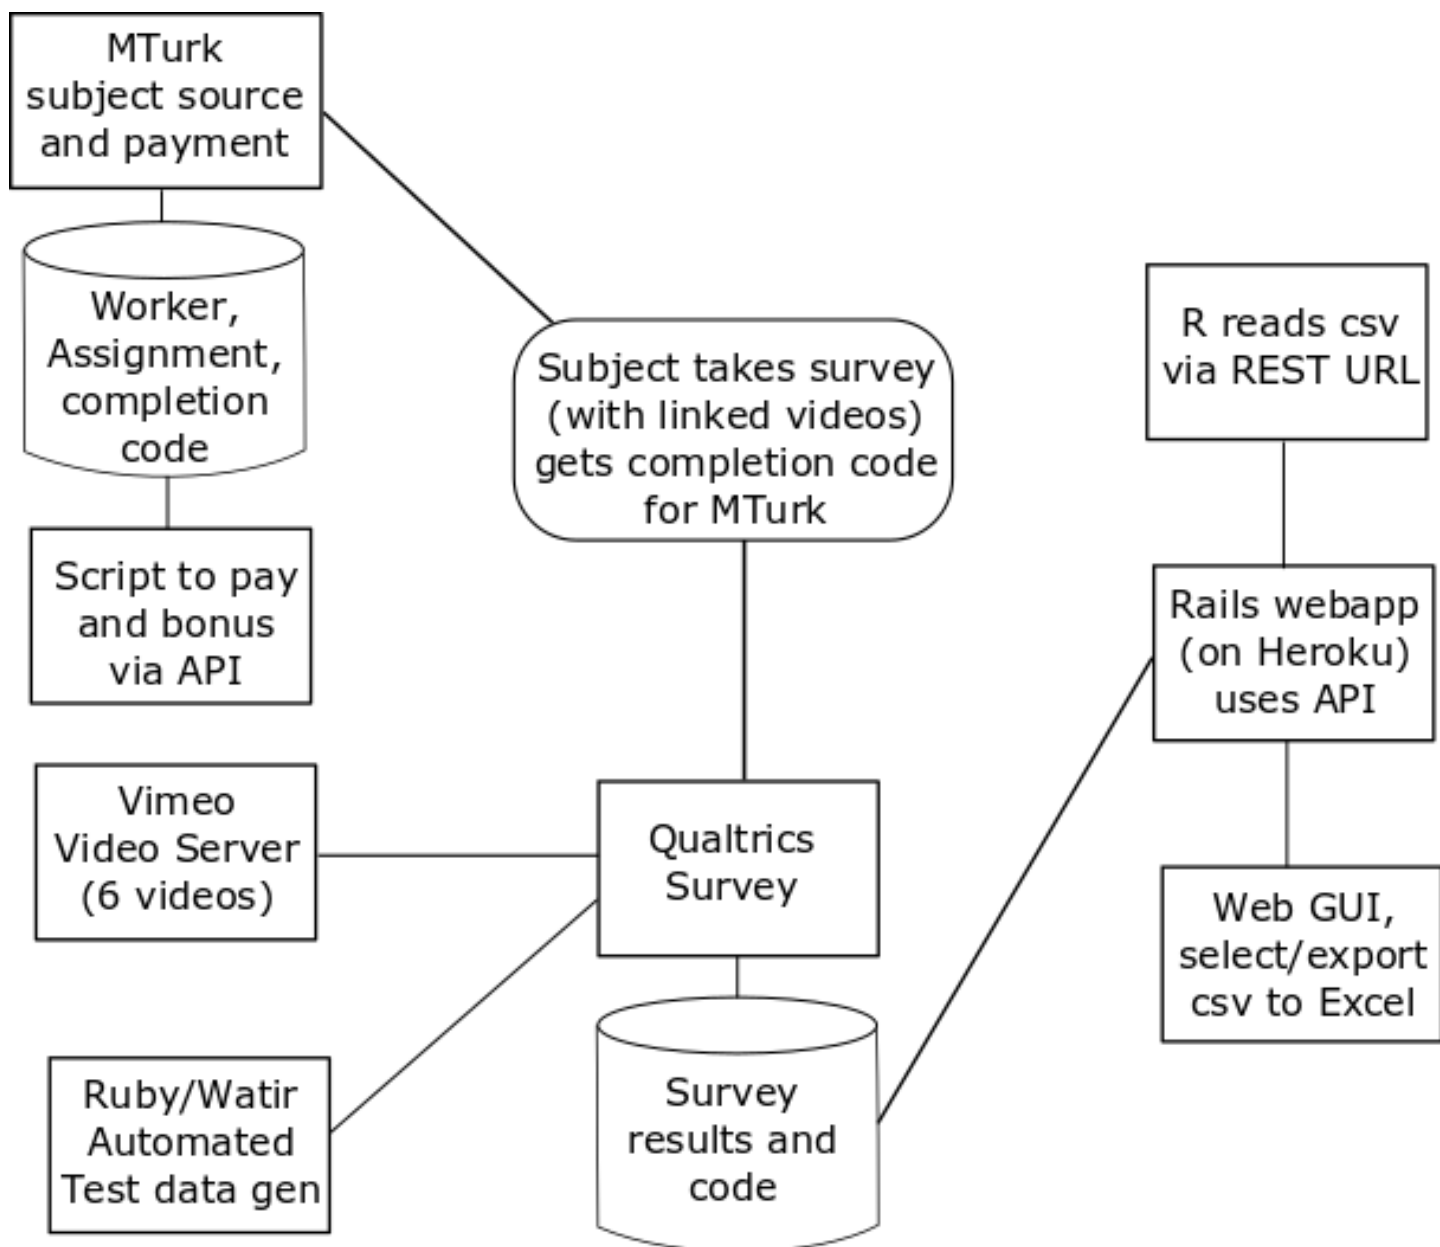 MTurk
subject source
and payment
Worker,
Assignment,
completion
code
Script to pay
and bonus
via API
Subject takes survey
(with linked videos)
gets completion code
for MTurk
R reads csv
via REST URL
Rails webapp
(on Heroku)
uses API
Vimeo
Video Server
(6 videos)
Qualtrics
Survey
Web GUI,
select/export
csv to Excel
Ruby/Watir
Automated
Test data gen
Survey
results and
code